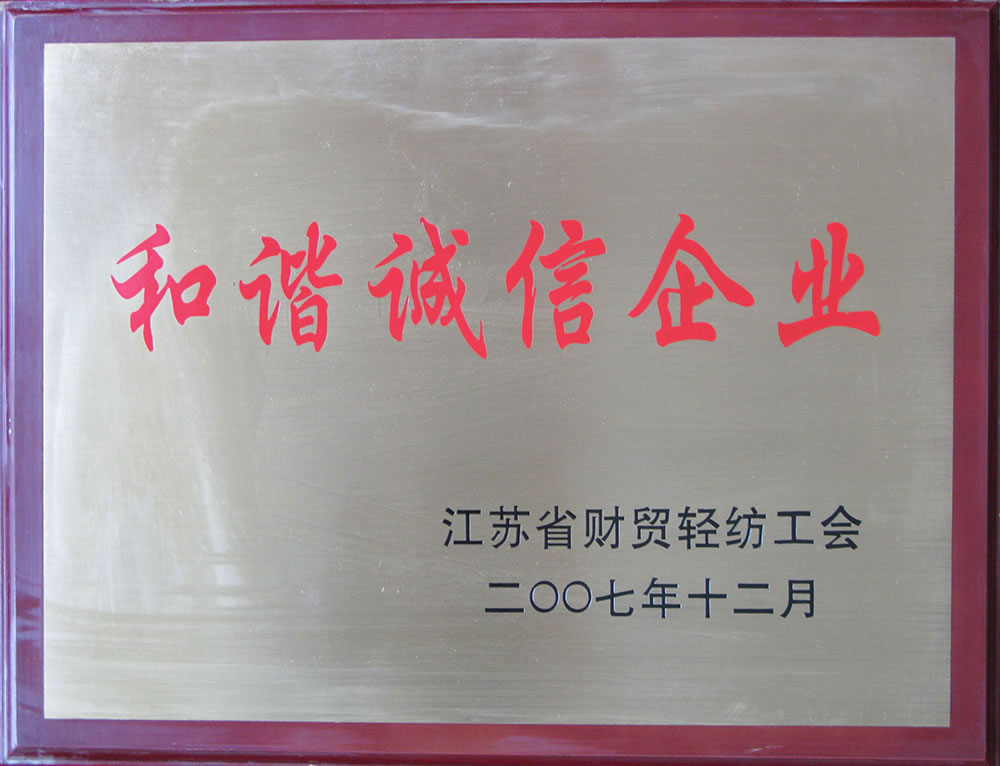 和谐诚信企业
江苏省财贸轻纺工会
二〇〇七年十二月